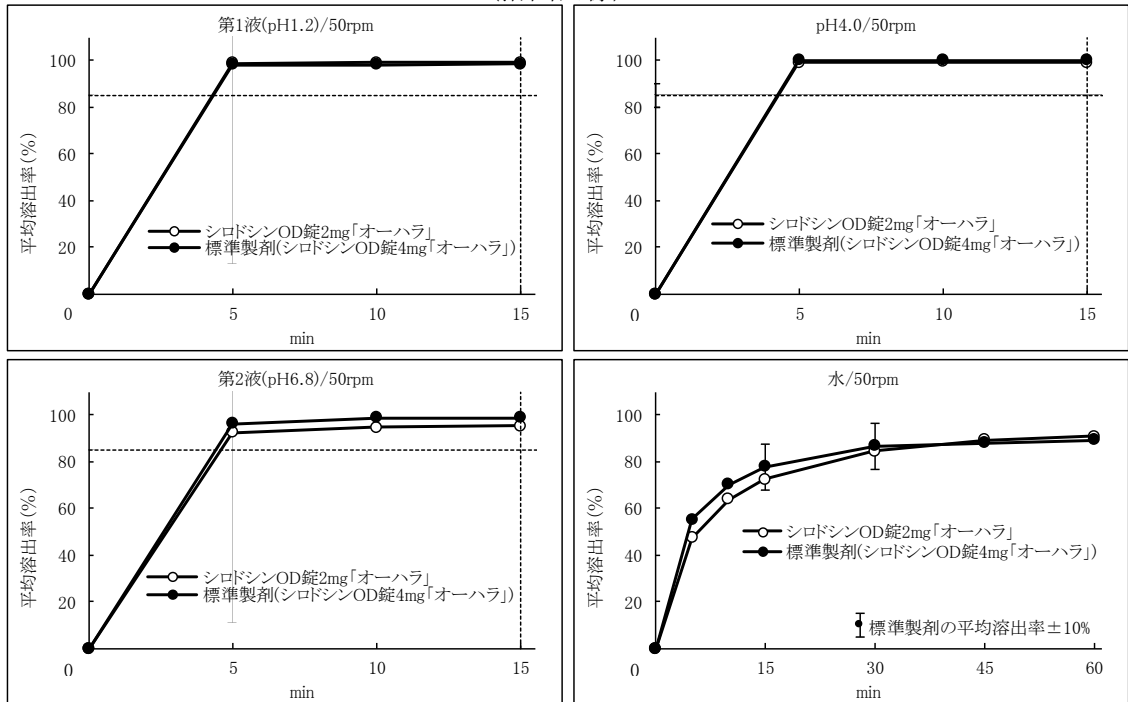 第1液(pH1.2)/50rpm
100
80
60
40
20
0
平均溶出率(%)
シロドシンOD錠2mg「オーハラ」
標準製剤(シロドシンOD錠4mg「オーハラ」)
5
10
15
min
pH4.0/50rpm
100
80
60
40
20
0
平均溶出率(%)
シロドシンOD錠2mg「オーハラ」
標準製剤(シロドシンOD錠4mg「オーハラ」)
5
10
15
min
第2液(pH6.8)/50rpm
100
80
60
40
20
0
平均溶出率(%)
シロドシンOD錠2mg「オーハラ」
標準製剤(シロドシンOD錠4mg「オーハラ」)
5
10
15
min
水/50rpm
100
80
60
40
20
0
平均溶出率(%)
シロドシンOD錠2mg「オーハラ」
標準製剤(シロドシンOD錠4mg「オーハラ」)
標準製剤の平均溶出率±10%
15
30
45
60
min